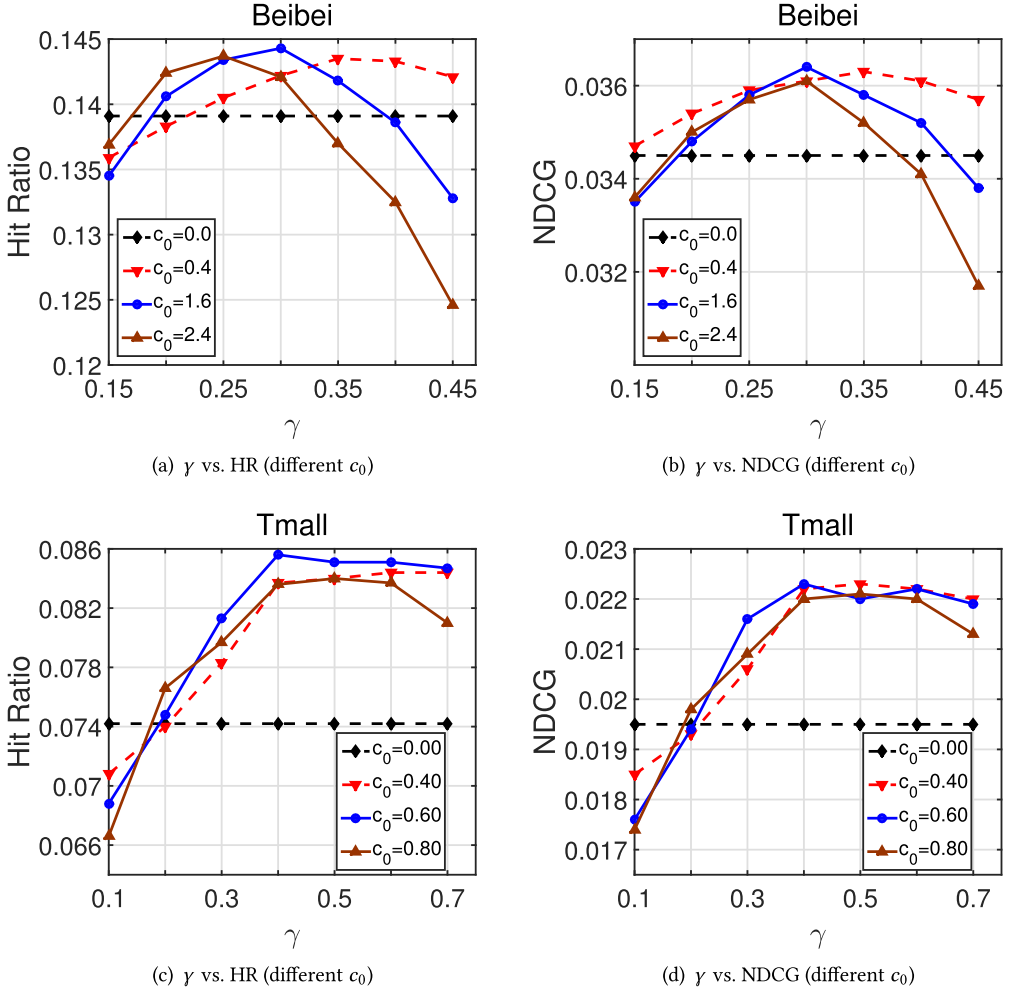 Beibei
Hit Ratio
0.145
0.14
0.135
0.13
0.125
0.12
c0=0.0
c0=0.4
c0=1.6
c0=2.4
0.15 0.25 0.35 0.45
γ
(a) γ vs. HR (different c0)
Beibei
NDCG
0.036
0.034
0.032
c0=0.0
c0=0.4
c0=1.6
c0=2.4
0.15 0.25 0.35 0.45
γ
(b) γ vs. NDCG (different c0)
Tmall
Hit Ratio
0.086
0.082
0.078
0.074
0.07
0.066
c0=0.00
c0=0.40
c0=0.60
c0=0.80
0.1 0.3 0.5 0.7
γ
(c) γ vs. HR (different c0)
Tmall
NDCG
0.023
0.022
0.021
0.02
0.019
0.018
0.017
c0=0.00
c0=0.40
c0=0.60
c0=0.80
0.1 0.3 0.5 0.7
γ
(d) γ vs. NDCG (different c0)